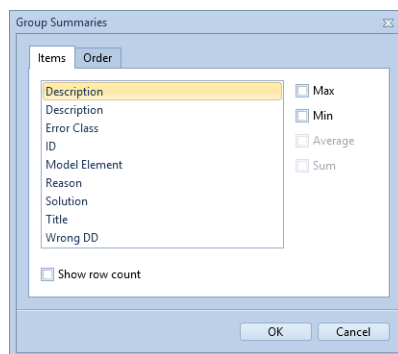 Group Summaries
Items Order
Description
Description
Error Class
ID
Model Element
Reason
Solution
Title
Wrong DD
Max
Min
Average
Sum
Show row count
OK Cancel